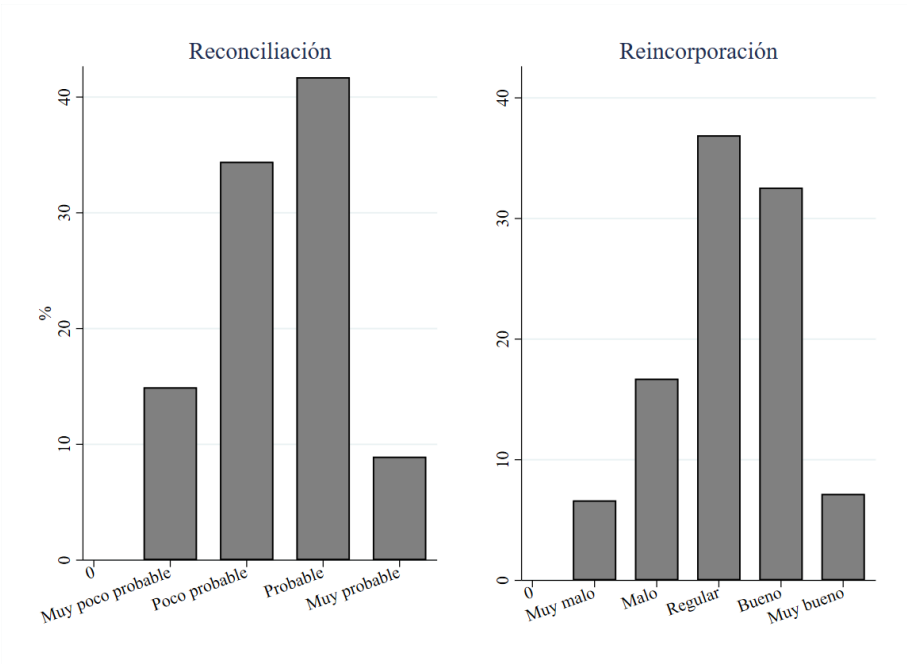 Reconciliación
%
40
30
20
10
0
0
Muy poco probable
Poco probable
Probable
Muy probable
Reincorporación
40
30
20
10
0
0
Muy malo
Malo
Regular
Bueno
Muy bueno